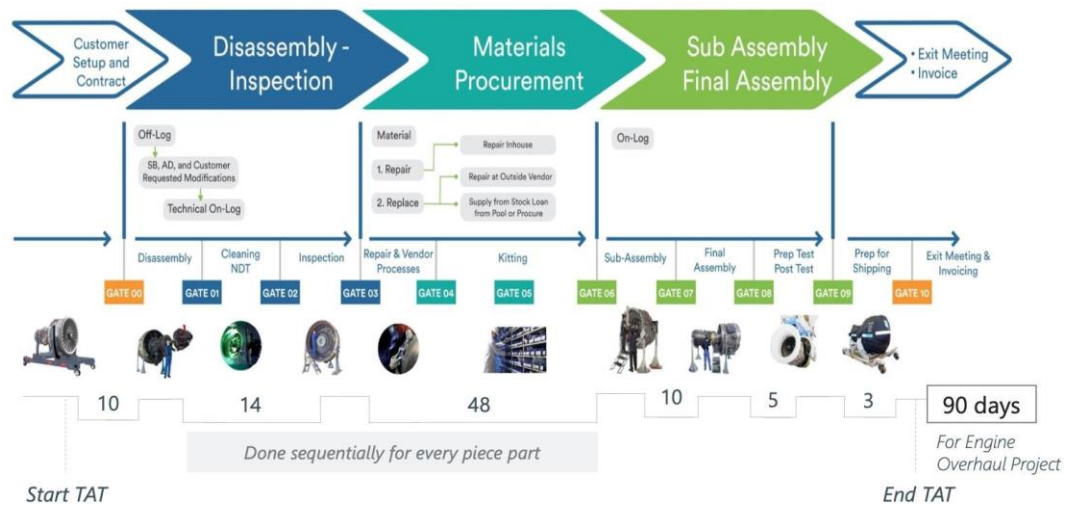 Customer
Setup and
Contract
Disassembly -
Inspection
Materials
Procurement
Sub Assembly
Final Assembly
• Exit Meeting
• Invoice
Off-Log
SB, AD, and Customer
Requested Modifications
Technical On-Log
Material
1. Repair
2. Replace
Repair Inhouse
Repair at Outside Vendor
Supply from Stock Loan
from Pool or Procure
On-Log
Disassembly
Cleaning
NDT
Inspection
Repair & Vendor
Processes
Kitting
Sub-Assembly
Final
Assembly
Prep Test
Post Test
Prep for
Shipping
Exit Meeting &
Invoicing
GATE 00
GATE 01
GATE 02
GATE 03
GATE 04
GATE 05
GATE 06
GATE 07
GATE 08
GATE 09
GATE 10
10
14
48
10
5
3
90 days
Done sequentially for every piece part
For Engine
Overhaul Project
Start TAT
End TAT